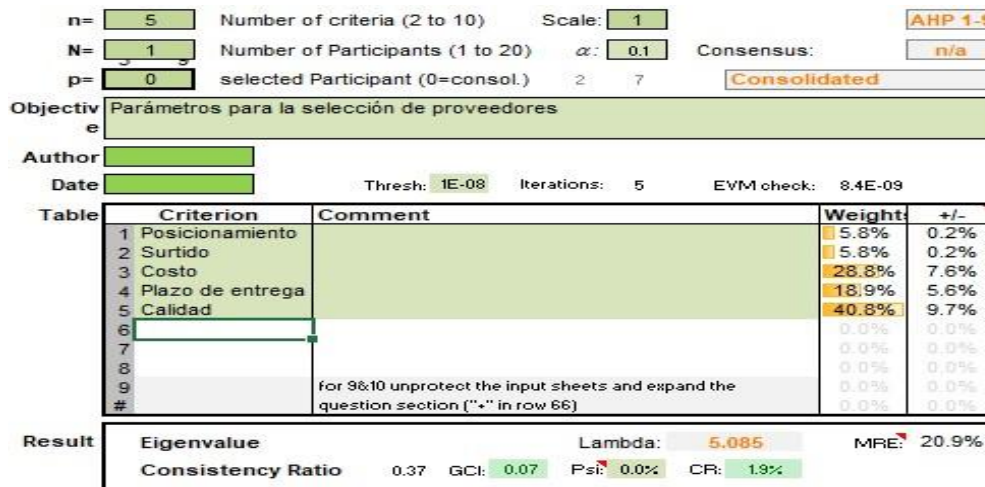 n= 5 Number of criteria (2 to 10) Scale: 1 AHP 1-9
N= 1 Number of Participants (1 to 20) α: 0.1 Consensus: n/a
p= 0 selected Participant (0=consol.) 2 7 Consolidated
Objectiv Parámetros para la selección de proveedores
e
Author
Date Thresh: 1E-08 Iterations: 5 EVM check: 8.4E-09
Table Criterion Comment Weights +/-
1 Posicionamiento 5.8% 0.2%
2 Surtido 5.8% 0.2%
3 Costo 28.8% 7.6%
4 Plazo de entrega 18.9% 5.6%
5 Calidad 40.8% 9.7%
6 0.0% 0.0%
7 0.0% 0.0%
8 0.0% 0.0%
9 for 9&10 unprotect the input sheets and expand the 0.0% 0.0%
# question section ("+" in row 66) 0.0% 0.0%
Result Eigenvalue Lambda: 5.085 MRE: 20.9%
Consistency Ratio 0.37 GCI: 0.07 Psi: 0.0% CR: 1.9%